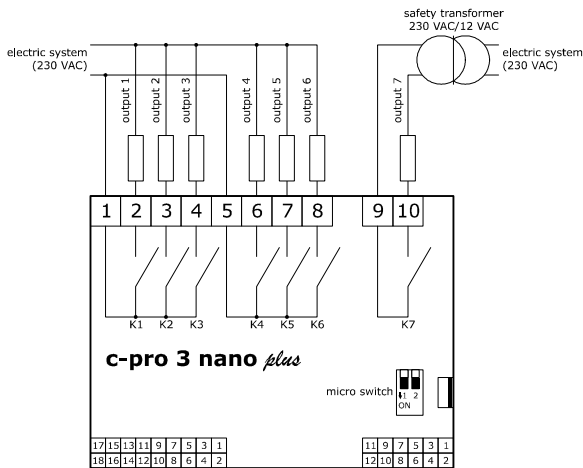 safety transformer
230 VAC/12 VAC
electric system
(230 VAC)
electric system
(230 VAC)
output 1
output 2
output 3
output 4
output 5
output 6
output 7
1 2 3 4 5 6 7 8 9 10
K1 K2 K3 K4 K5 K6 K7
c-pro 3 nano plus
micro switch
1 2
ON
17 15 13 11 9 7 5 3 1
18 16 14 12 10 8 6 4 2
11 9 7 5 3 1
12 10 8 6 4 2